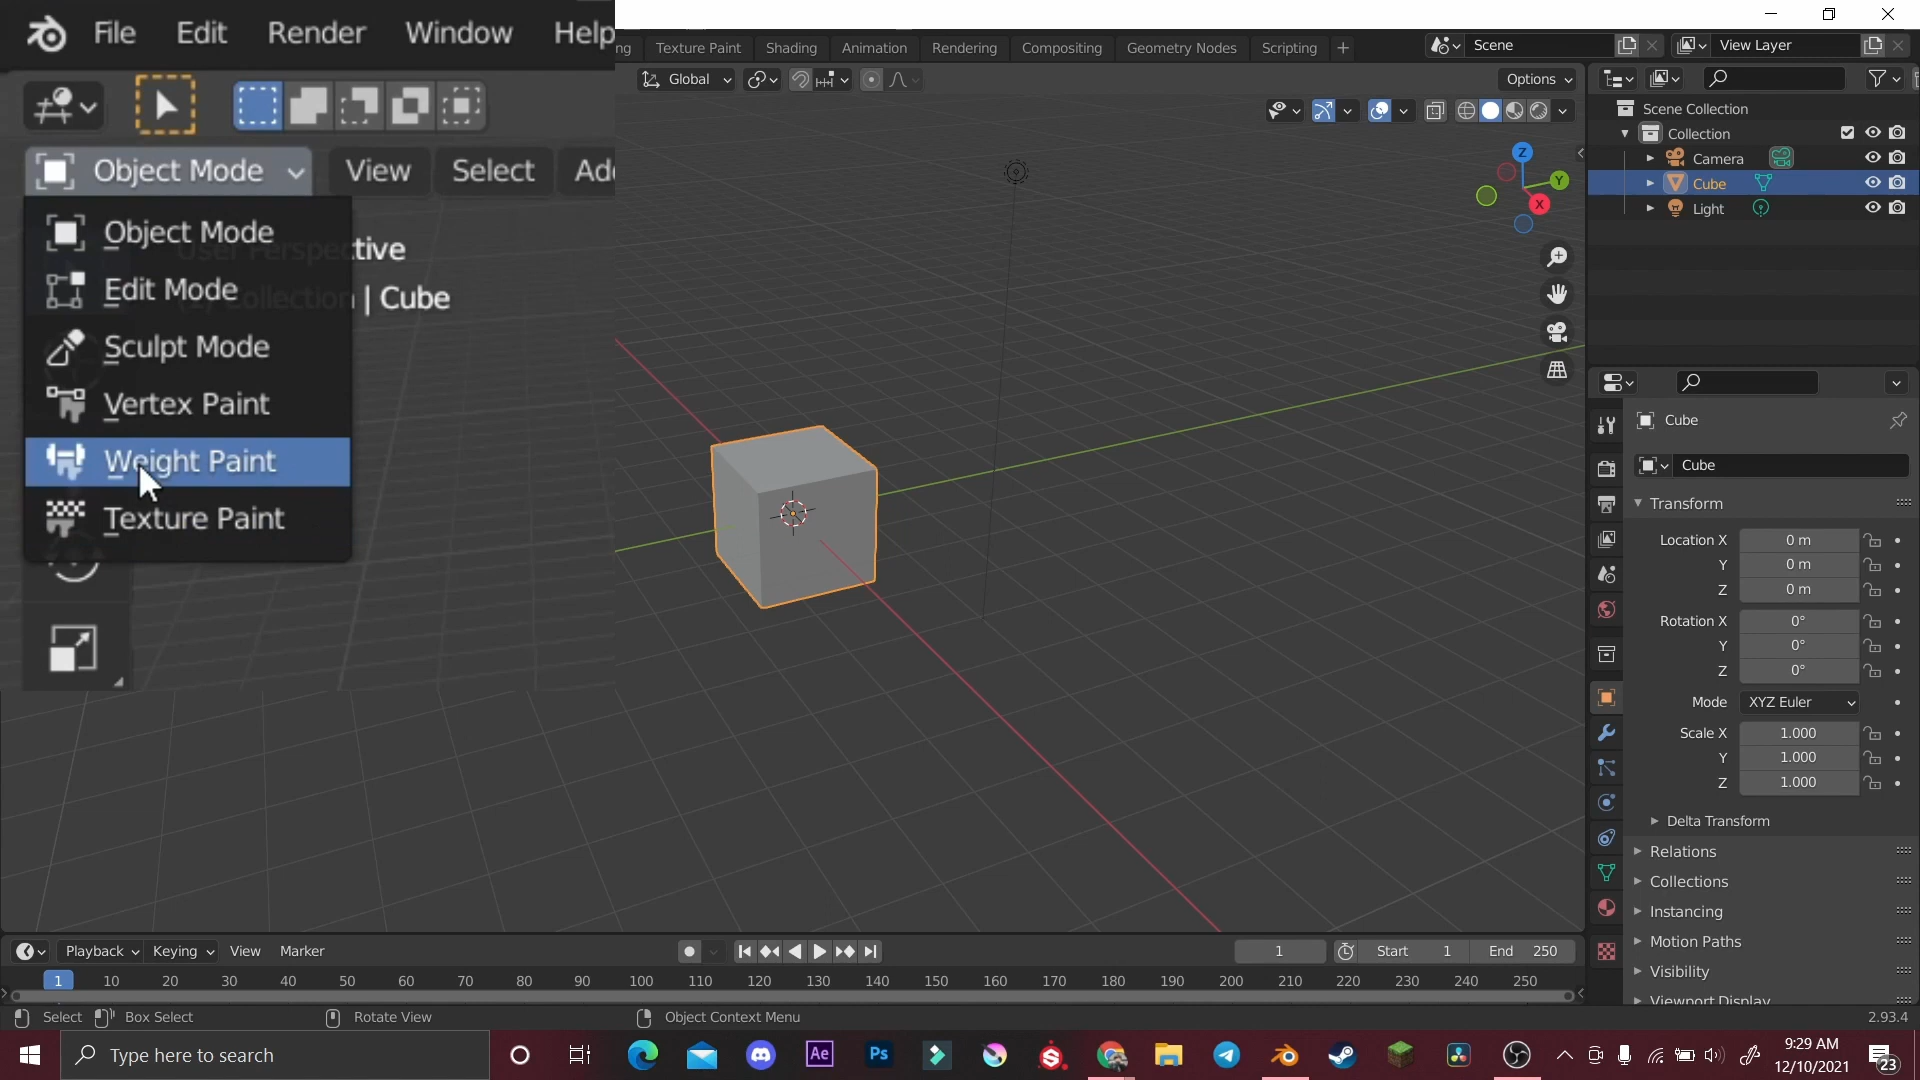 File Edit Render Window Help
ng Texture Paint Shading Animation Rendering Compositing Geometry Nodes Scripting +
Scene
View Layer
Global
Options
Object Mode View Select Ad
Object Mode
Edit Mode
Sculpt Mode
Vertex Paint
Weight Paint
Texture Paint
User Perspective
Collection | Cube
Z
Y
X
Scene Collection
Collection
Camera
Cube
Light
Cube
Cube
Transform
Location X 0 m
Y 0 m
Z 0 m
Rotation X 0°
Y 0°
Z 0°
Mode XYZ Euler
Scale X 1.000
Y 1.000
Z 1.000
Delta Transform
Relations
Collections
Instancing
Motion Paths
Visibility
Viewport Display
Playback Keying View Marker
1 Start 1 End 250
1 10 20 30 40 50 60 70 80 90 100 110 120 130 140 150 160 170 180 190 200 210 220 230 240 250
Select Box Select Rotate View Object Context Menu 2.93.4
Type here to search
Ae Ps
9:29 AM
12/10/2021
23